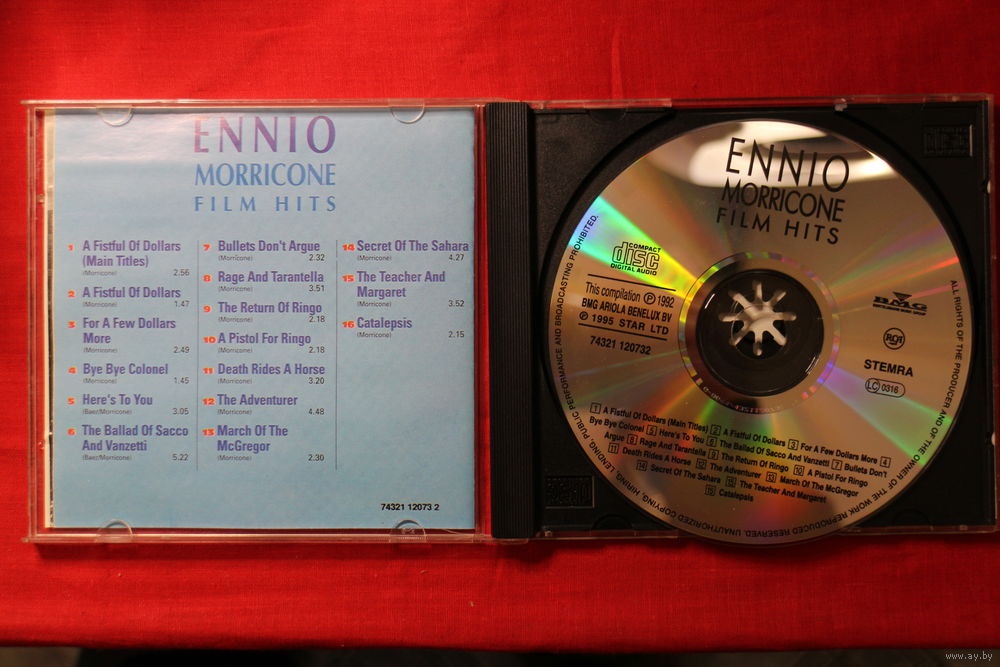 ENNIO
MORRICONE
FILM HITS
1 A Fistful Of Dollars
(Main Titles)
(Morricone) 2.56
2 A Fistful Of Dollars
(Morricone) 1.47
3 For A Few Dollars
More
(Morricone) 2.49
4 Bye Bye Colonel
(Morricone) 1.45
5 Here's To You
(Baez/Morricone) 3.05
6 The Ballad Of Sacco
And Vanzetti
(Baez/Morricone) 5.22
7 Bullets Don't Argue
(Morricone) 2.32
8 Rage And Tarantella
(Morricone) 3.51
9 The Return Of Ringo
(Morricone) 2.18
10 A Pistol For Ringo
(Morricone) 2.18
11 Death Rides A Horse
(Morricone) 3.20
12 The Adventurer
(Morricone) 4.48
13 March Of The
McGregor
(Morricone) 2.30
14 Secret Of The Sahara
(Morricone) 4.27
15 The Teacher And
Margaret
(Morricone) 3.52
16 Catalepsis
(Morricone) 2.15
74321 12073 2
ENNIO
MORRICONE
FILM HITS
COMPACT
disc
DIGITAL AUDIO
This compilation ℗ 1992
BMG ARIOLA BENELUX BV
℗ 1995 STAR LTD
74321 120732
BMG
RCA
STEMRA
LC 0316
1 A Fistful Of Dollars (Main Titles) 2 A Fistful Of Dollars 3 For A Few Dollars More 4
Bye Bye Colonel 5 Here's To You 6 The Ballad Of Sacco And Vanzetti 7 Bullets Don't
Argue 8 Rage And Tarantella 9 The Return Of Ringo 10 A Pistol For Ringo
11 Death Rides A Horse 12 The Adventurer 13 March Of The McGregor
14 Secret Of The Sahara 15 The Teacher And Margaret
Catalepsis
ALL RIGHTS OF THE PRODUCER AND OF THE OWNER OF THE WORK REPRODUCED RESERVED. UNAUTHORIZED COPYING, HIRING, LENDING, PUBLIC PERFORMANCE AND BROADCASTING PROHIBITED.
www.ay.by